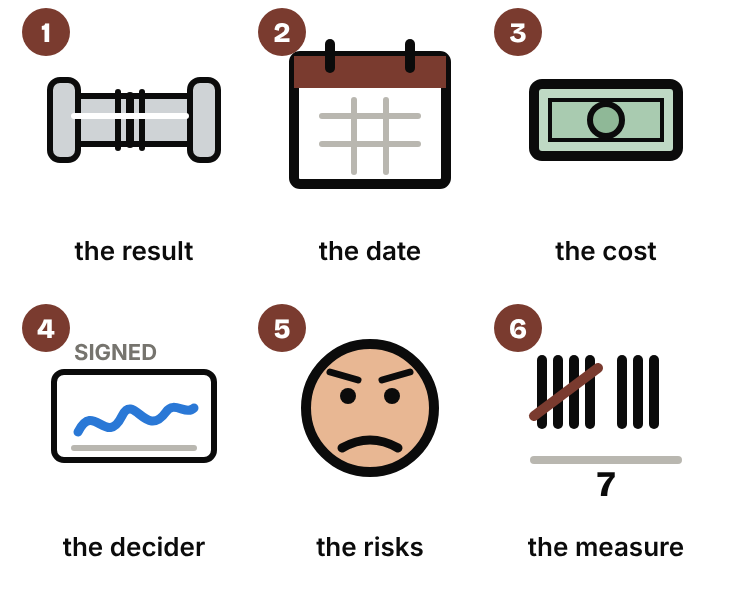 1
2
3
the result
the date
the cost
4
SIGNED
5
6
7
the decider
the risks
the measure